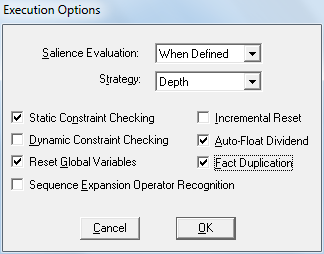 Execution Options
Salience Evaluation: When Defined
Strategy: Depth
Static Constraint Checking
Incremental Reset
Dynamic Constraint Checking
Auto-Float Dividend
Reset Global Variables
Fact Duplication
Sequence Expansion Operator Recognition
Cancel
OK